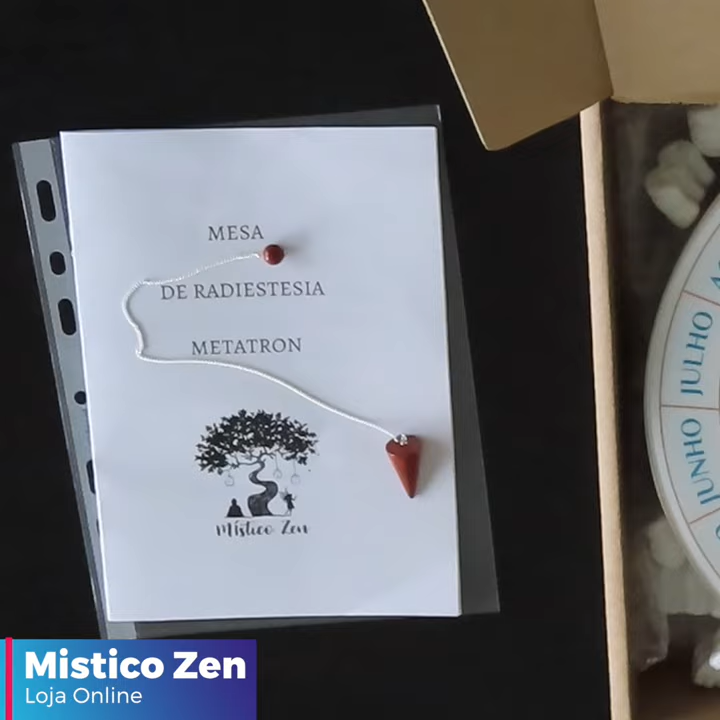 MESA
DE RADIESTESIA
METATRON
Místico Zen
JULHO
JUNHO
Mistico Zen
Loja Online